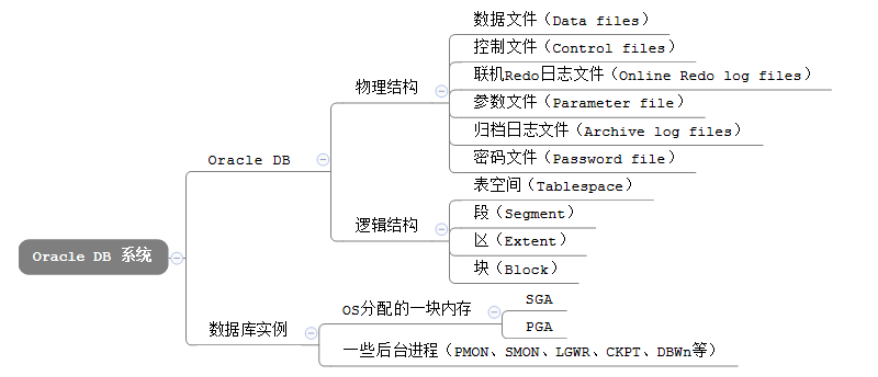 数据文件（Data files）
控制文件（Control files）
联机Redo日志文件（Online Redo log files）
物理结构
参数文件（Parameter file）
归档日志文件（Archive log files）
密码文件（Password file）
Oracle DB
表空间（Tablespace）
段（Segment）
逻辑结构
区（Extent）
块（Block）
Oracle DB 系统
SGA
OS分配的一块内存
PGA
数据库实例
一些后台进程（PMON、SMON、LGWR、CKPT、DBWn等）